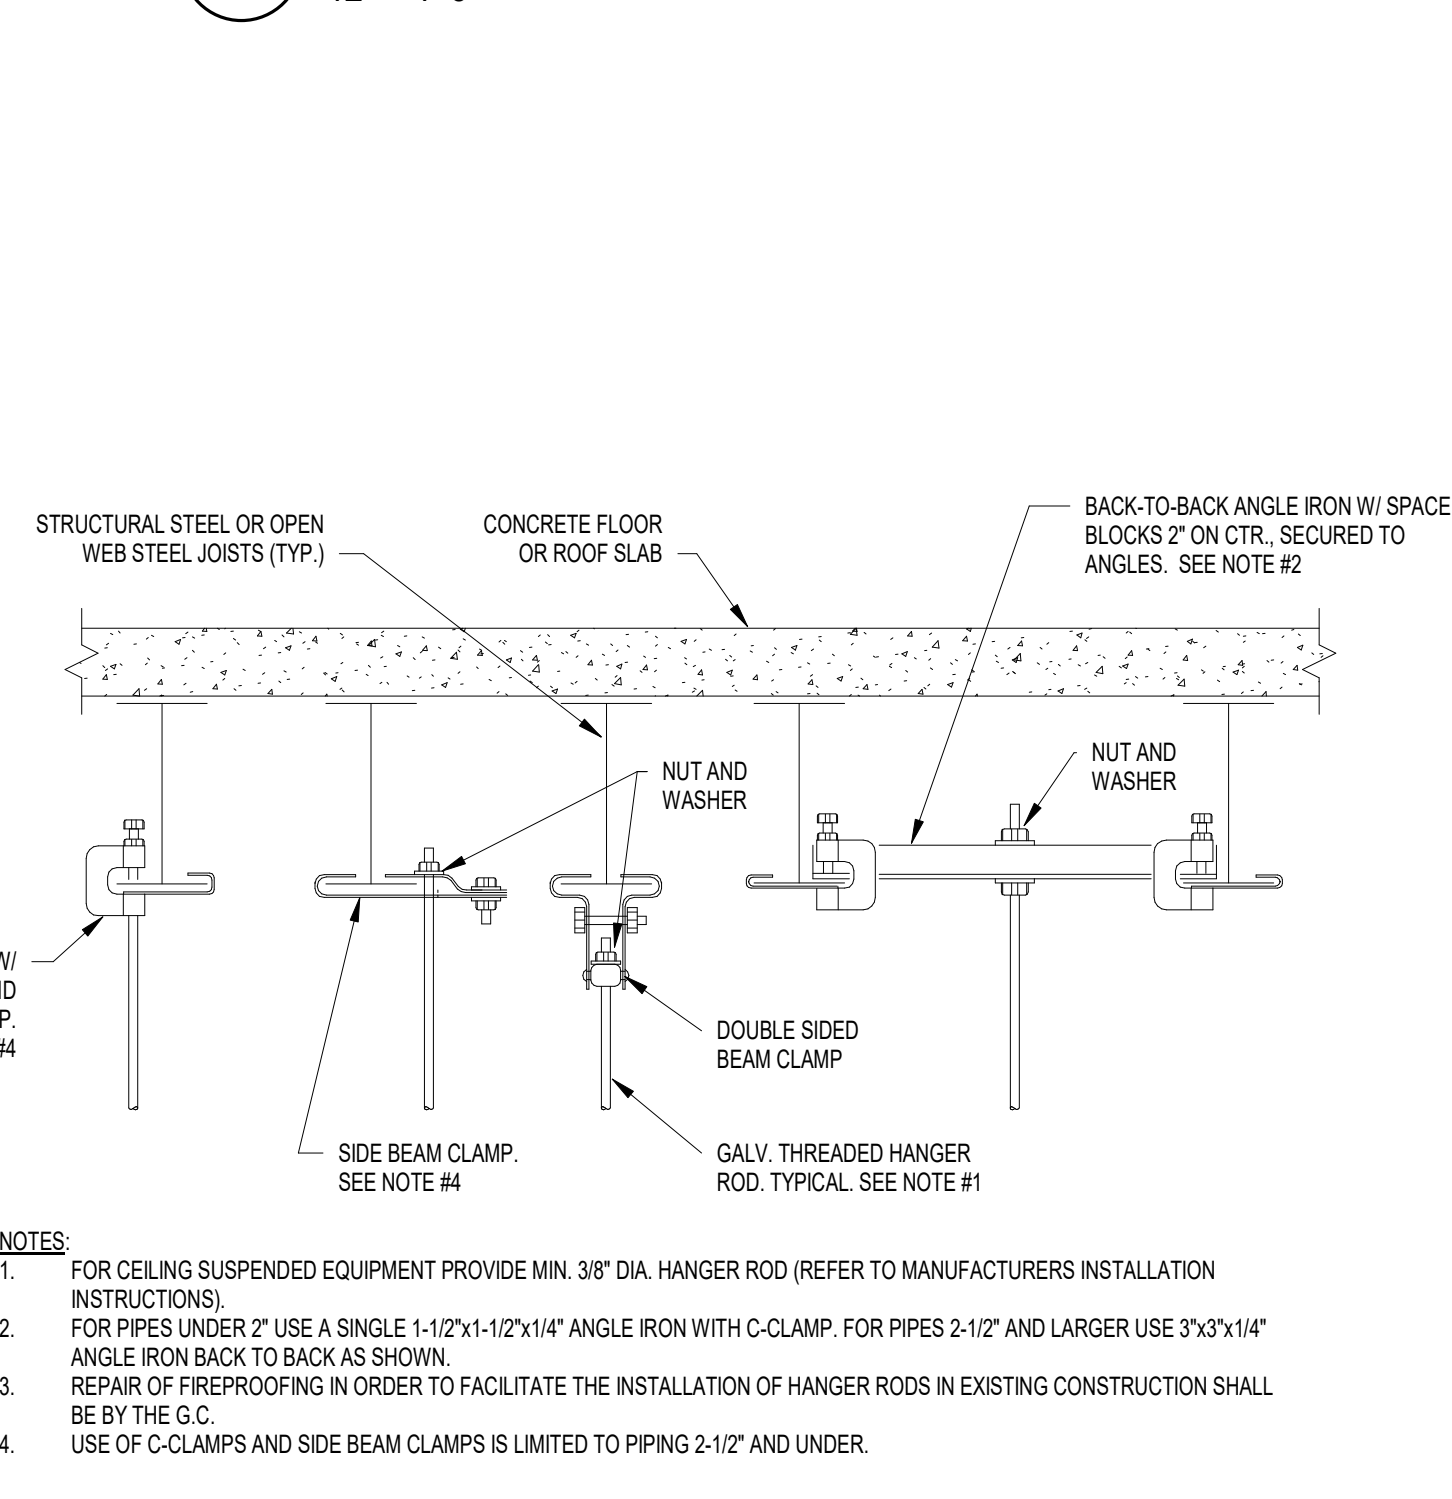 STRUCTURAL STEEL OR OPEN
WEB STEEL JOISTS (TYP.)
CONCRETE FLOOR
OR ROOF SLAB
BACK-TO-BACK ANGLE IRON W/ SPACE
BLOCKS 2" ON CTR., SECURED TO
ANGLES. SEE NOTE #2
NUT AND
WASHER
NUT AND
WASHER
W/
P.
#4
DOUBLE SIDED
BEAM CLAMP
SIDE BEAM CLAMP.
SEE NOTE #4
GALV. THREADED HANGER
ROD. TYPICAL. SEE NOTE #1
NOTES:
1. FOR CEILING SUSPENDED EQUIPMENT PROVIDE MIN. 3/8" DIA. HANGER ROD (REFER TO MANUFACTURERS INSTALLATION
INSTRUCTIONS).
2. FOR PIPES UNDER 2" USE A SINGLE 1-1/2"x1-1/2"x1/4" ANGLE IRON WITH C-CLAMP. FOR PIPES 2-1/2" AND LARGER USE 3"x3"x1/4"
ANGLE IRON BACK TO BACK AS SHOWN.
3. REPAIR OF FIREPROOFING IN ORDER TO FACILITATE THE INSTALLATION OF HANGER RODS IN EXISTING CONSTRUCTION SHALL
BE BY THE G.C.
4. USE OF C-CLAMPS AND SIDE BEAM CLAMPS IS LIMITED TO PIPING 2-1/2" AND UNDER.